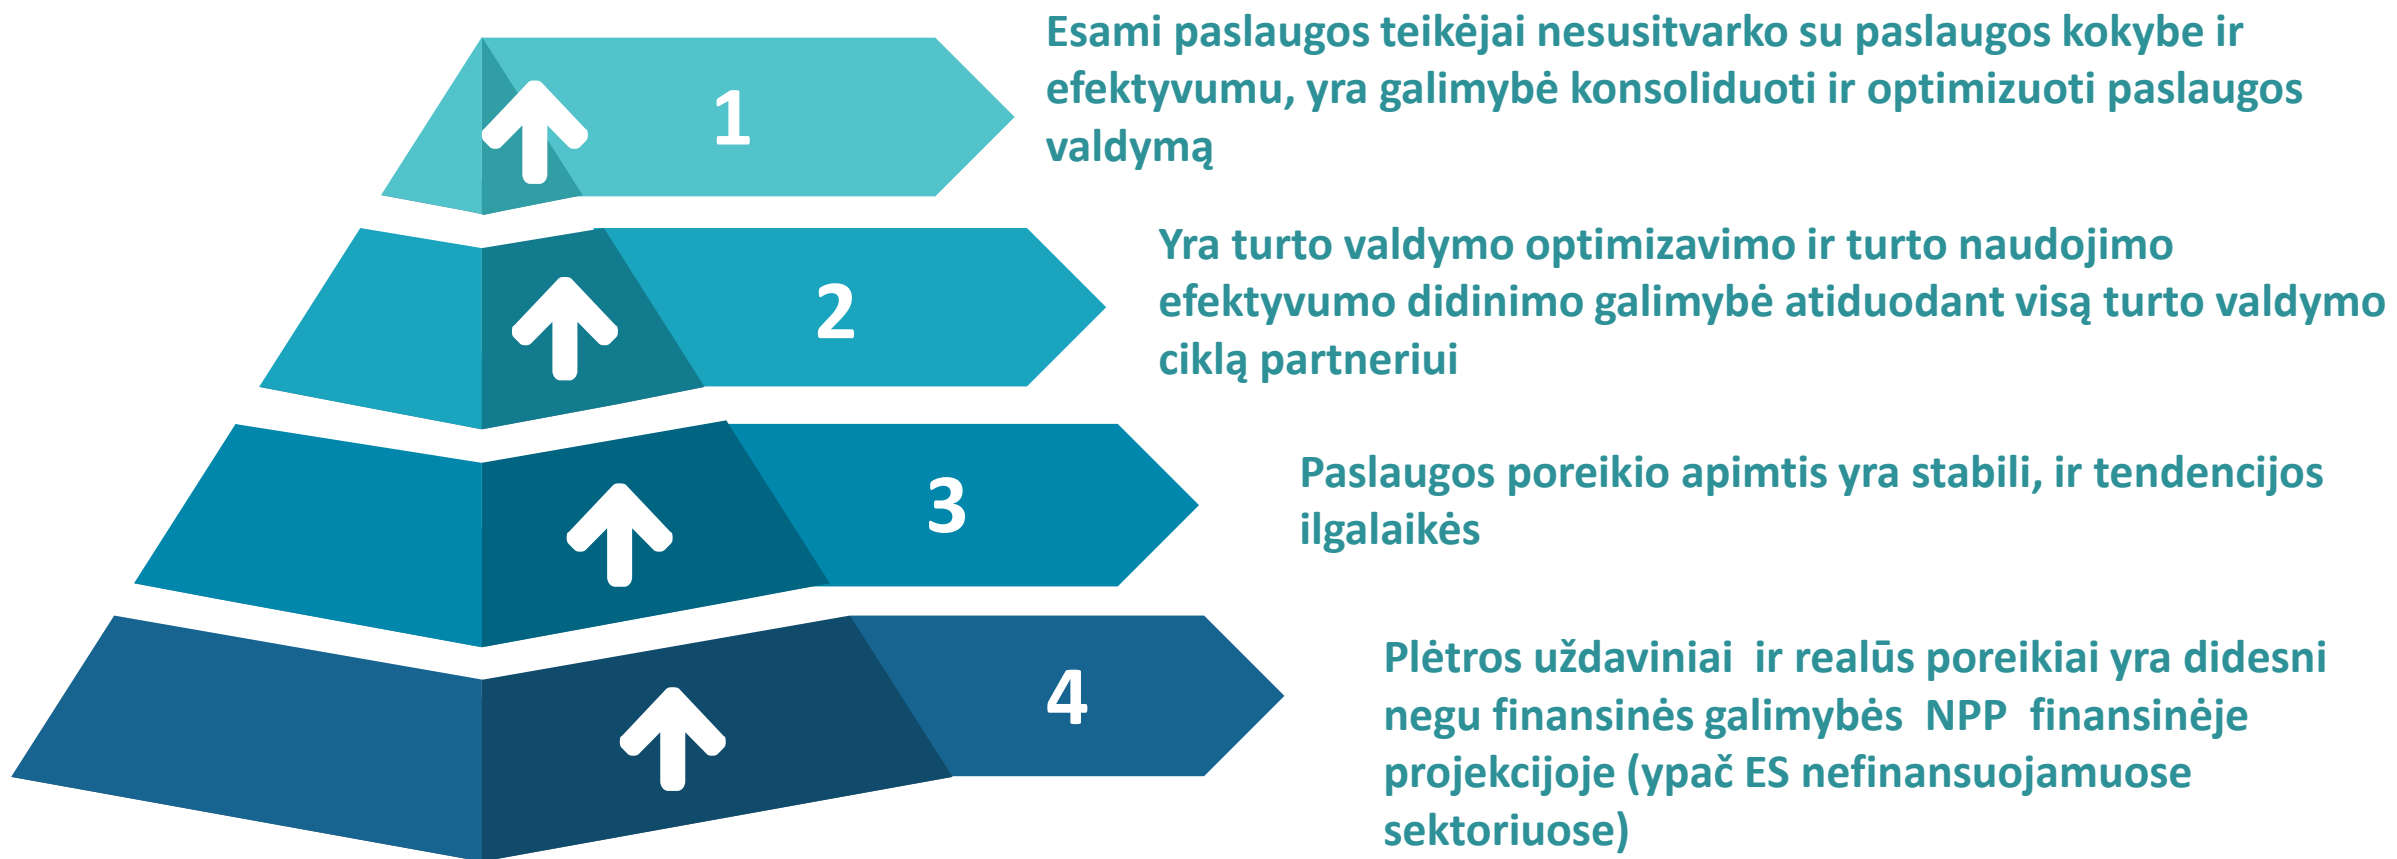 1
Esami paslaugos teikėjai nesusitvarko su paslaugos kokybe ir
efektyvumu, yra galimybė konsoliduoti ir optimizuoti paslaugos
valdymą
2
Yra turto valdymo optimizavimo ir turto naudojimo
efektyvumo didinimo galimybė atiduodant visą turto valdymo
ciklą partneriui
3
Paslaugos poreikio apimtis yra stabili, ir tendencijos
ilgalaikės
4
Plėtros uždaviniai  ir realūs poreikiai yra didesni
negu finansinės galimybės  NPP  finansinėje
projekcijoje (ypač ES nefinansuojamuose
sektoriuose)